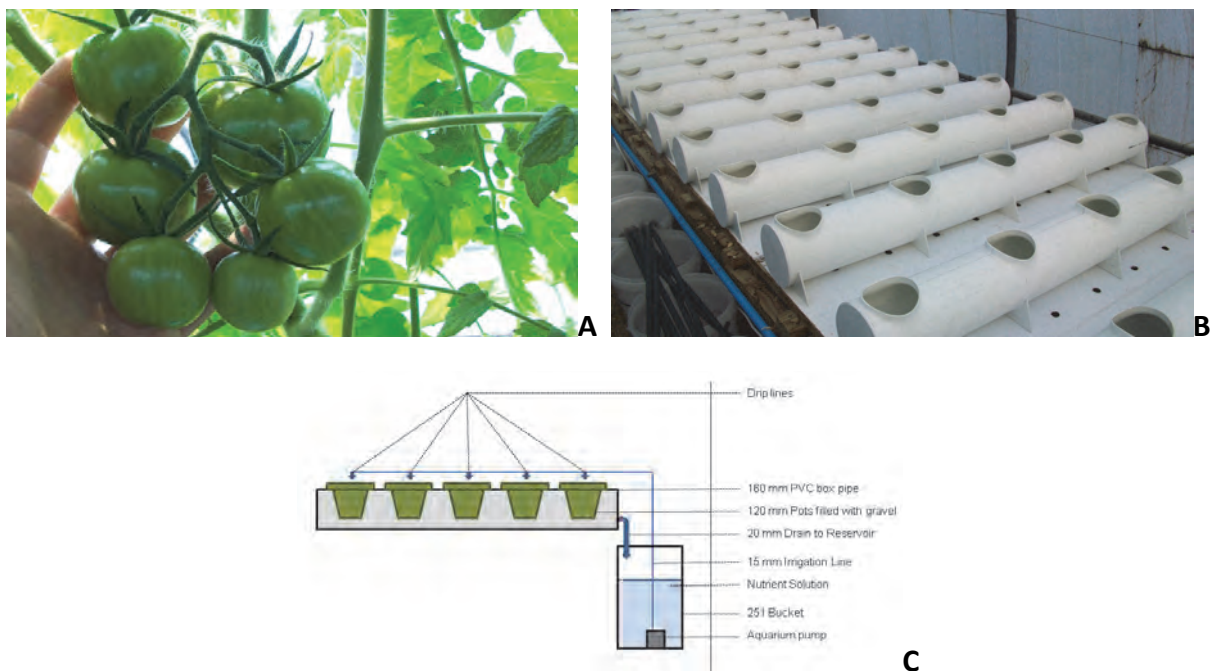 A
B
Drip lines
160 mm PVC box pipe
120 mm Pots filled with gravel
20 mm Drain to Reservoir
15 mm Irrigation Line
Nutrient Solution
251 Bucket
Aquarium pump
C